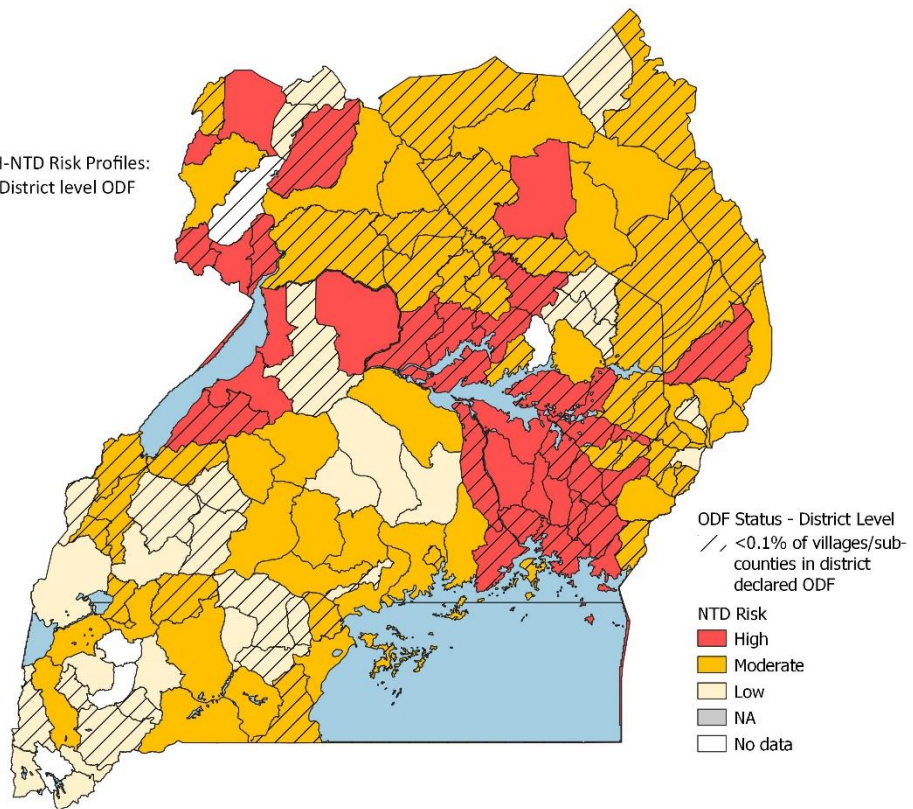 I-NTD Risk Profiles:
District level ODF
ODF Status - District Level
<0.1% of villages/sub-
counties in district
declared ODF
NTD Risk
High
Moderate
Low
NA
No data